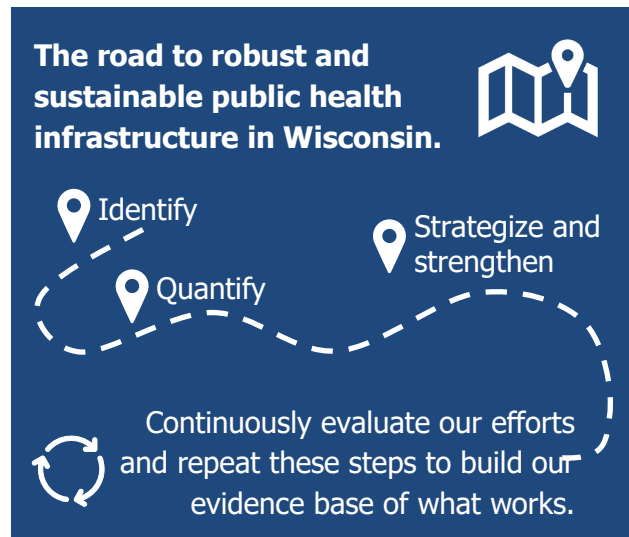 The road to robust and
sustainable public health
infrastructure in Wisconsin.
Identify
Quantify
Strategize and
strengthen
Continuously evaluate our efforts
and repeat these steps to build our
evidence base of what works.